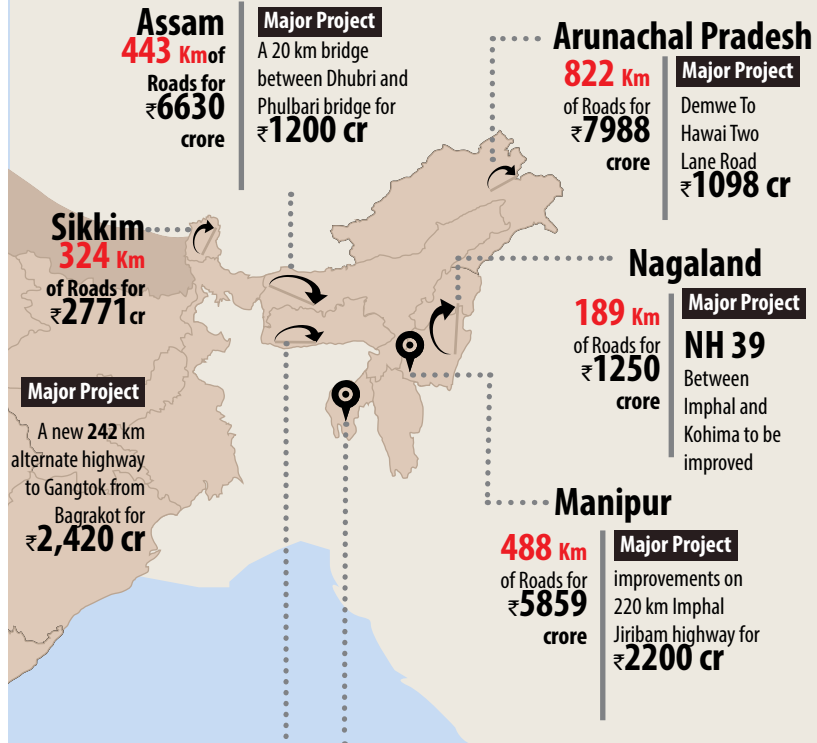 Assam
443 Km of
Roads for
₹6630
crore
Major Project
A 20 km bridge
between Dhubri and
Phulbari bridge for
₹1200 cr
Arunachal Pradesh
822 Km
of Roads for
₹7988
crore
Major Project
Demwe To
Hawai Two
Lane Road
₹1098 cr
Sikkim
324 Km
of Roads for
₹2771 cr
Major Project
A new 242 km
alternate highway
to Gangtok from
Bagrakot for
₹2,420 cr
Nagaland
189 Km
of Roads for
₹1250
crore
Major Project
NH 39
Between
Imphal and
Kohima to be
improved
Manipur
488 Km
of Roads for
₹5859
crore
Major Project
improvements on
220 km Imphal
Jiribam highway for
₹2200 cr